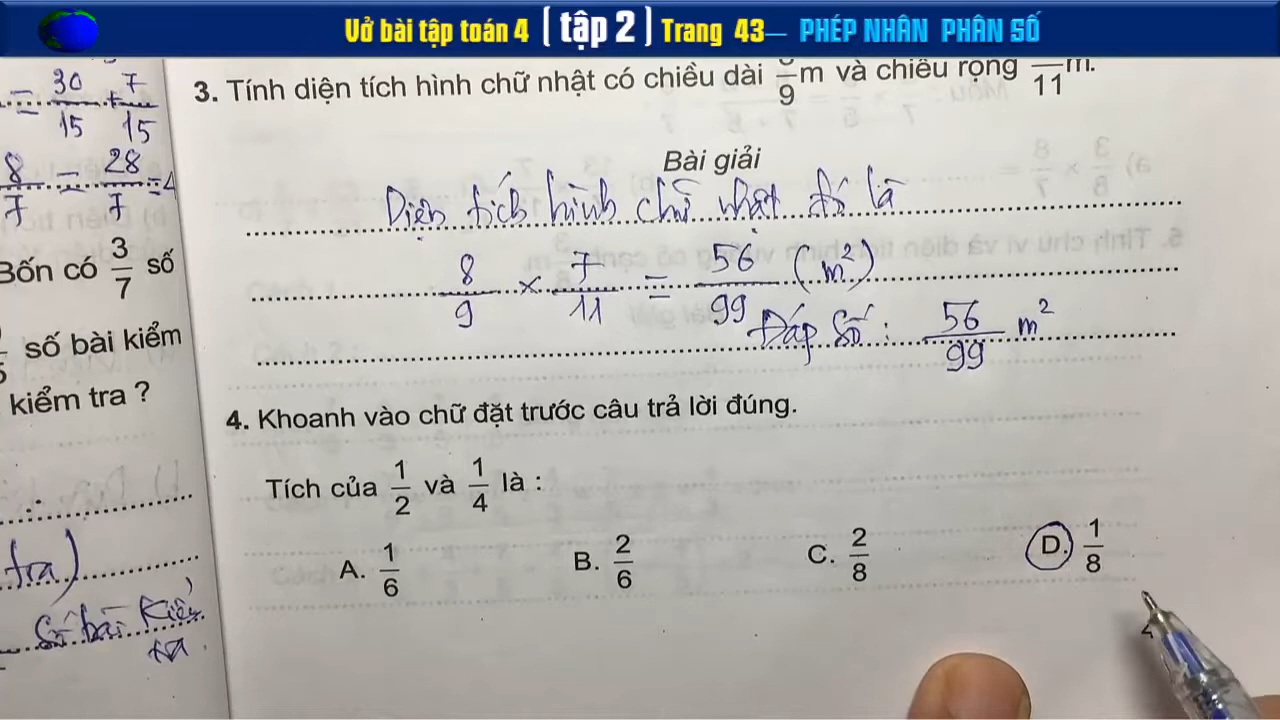 Vở bài tập toán 4 ( tập 2 ) Trang 43 — PHÉP NHÂN PHÂN SỐ
= 30/15 + 7/15
8/7 = 28/7 = 4
Bốn có 3/7 số
số bài kiểm
kiểm tra ?
tra)
Số bài kiểm
tra
3. Tính diện tích hình chữ nhật có chiều dài /9 m và chiều rộng /11 m.
Bài giải
Diện tích hình chữ nhật đó là
8/9 × 7/11 = 56/99 (m²)
Đáp số : 56/99 m²
4. Khoanh vào chữ đặt trước câu trả lời đúng.
Tích của 1/2 và 1/4 là :
A. 1/6 B. 2/6 C. 2/8 D. 1/8